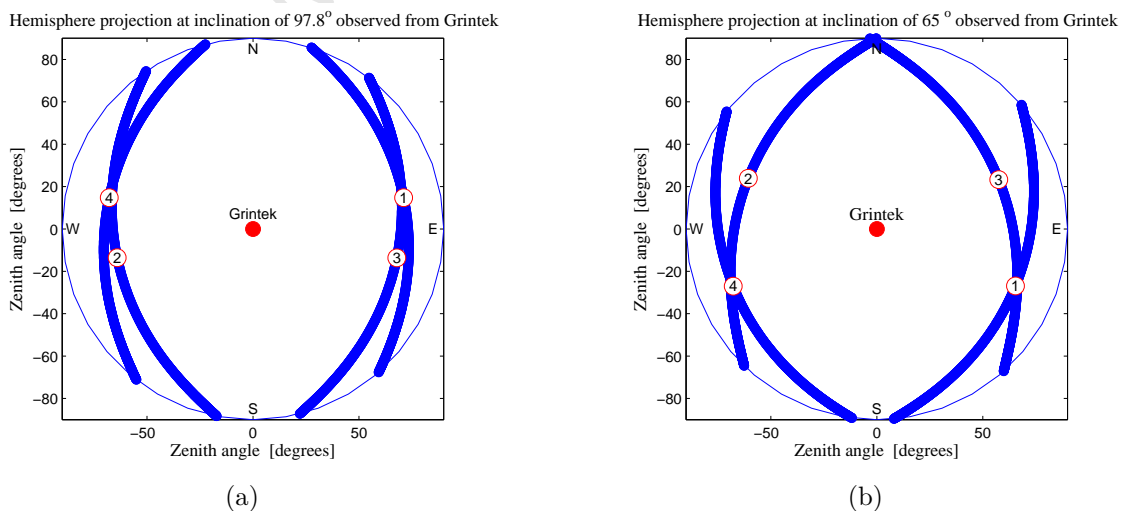 Hemisphere projection at inclination of 97.8o observed from Grintek
80
60
40
20
0
−20
−40
−60
−80
−50
0
50
Zenith angle [degrees]
Zenith angle [degrees]
N
W
E
S
Grintek
4
1
2
3
(a)
Hemisphere projection at inclination of 65 o observed from Grintek
80
60
40
20
0
−20
−40
−60
−80
−50
0
50
Zenith angle [degrees]
Zenith angle [degrees]
N
W
E
S
Grintek
2
3
4
1
(b)